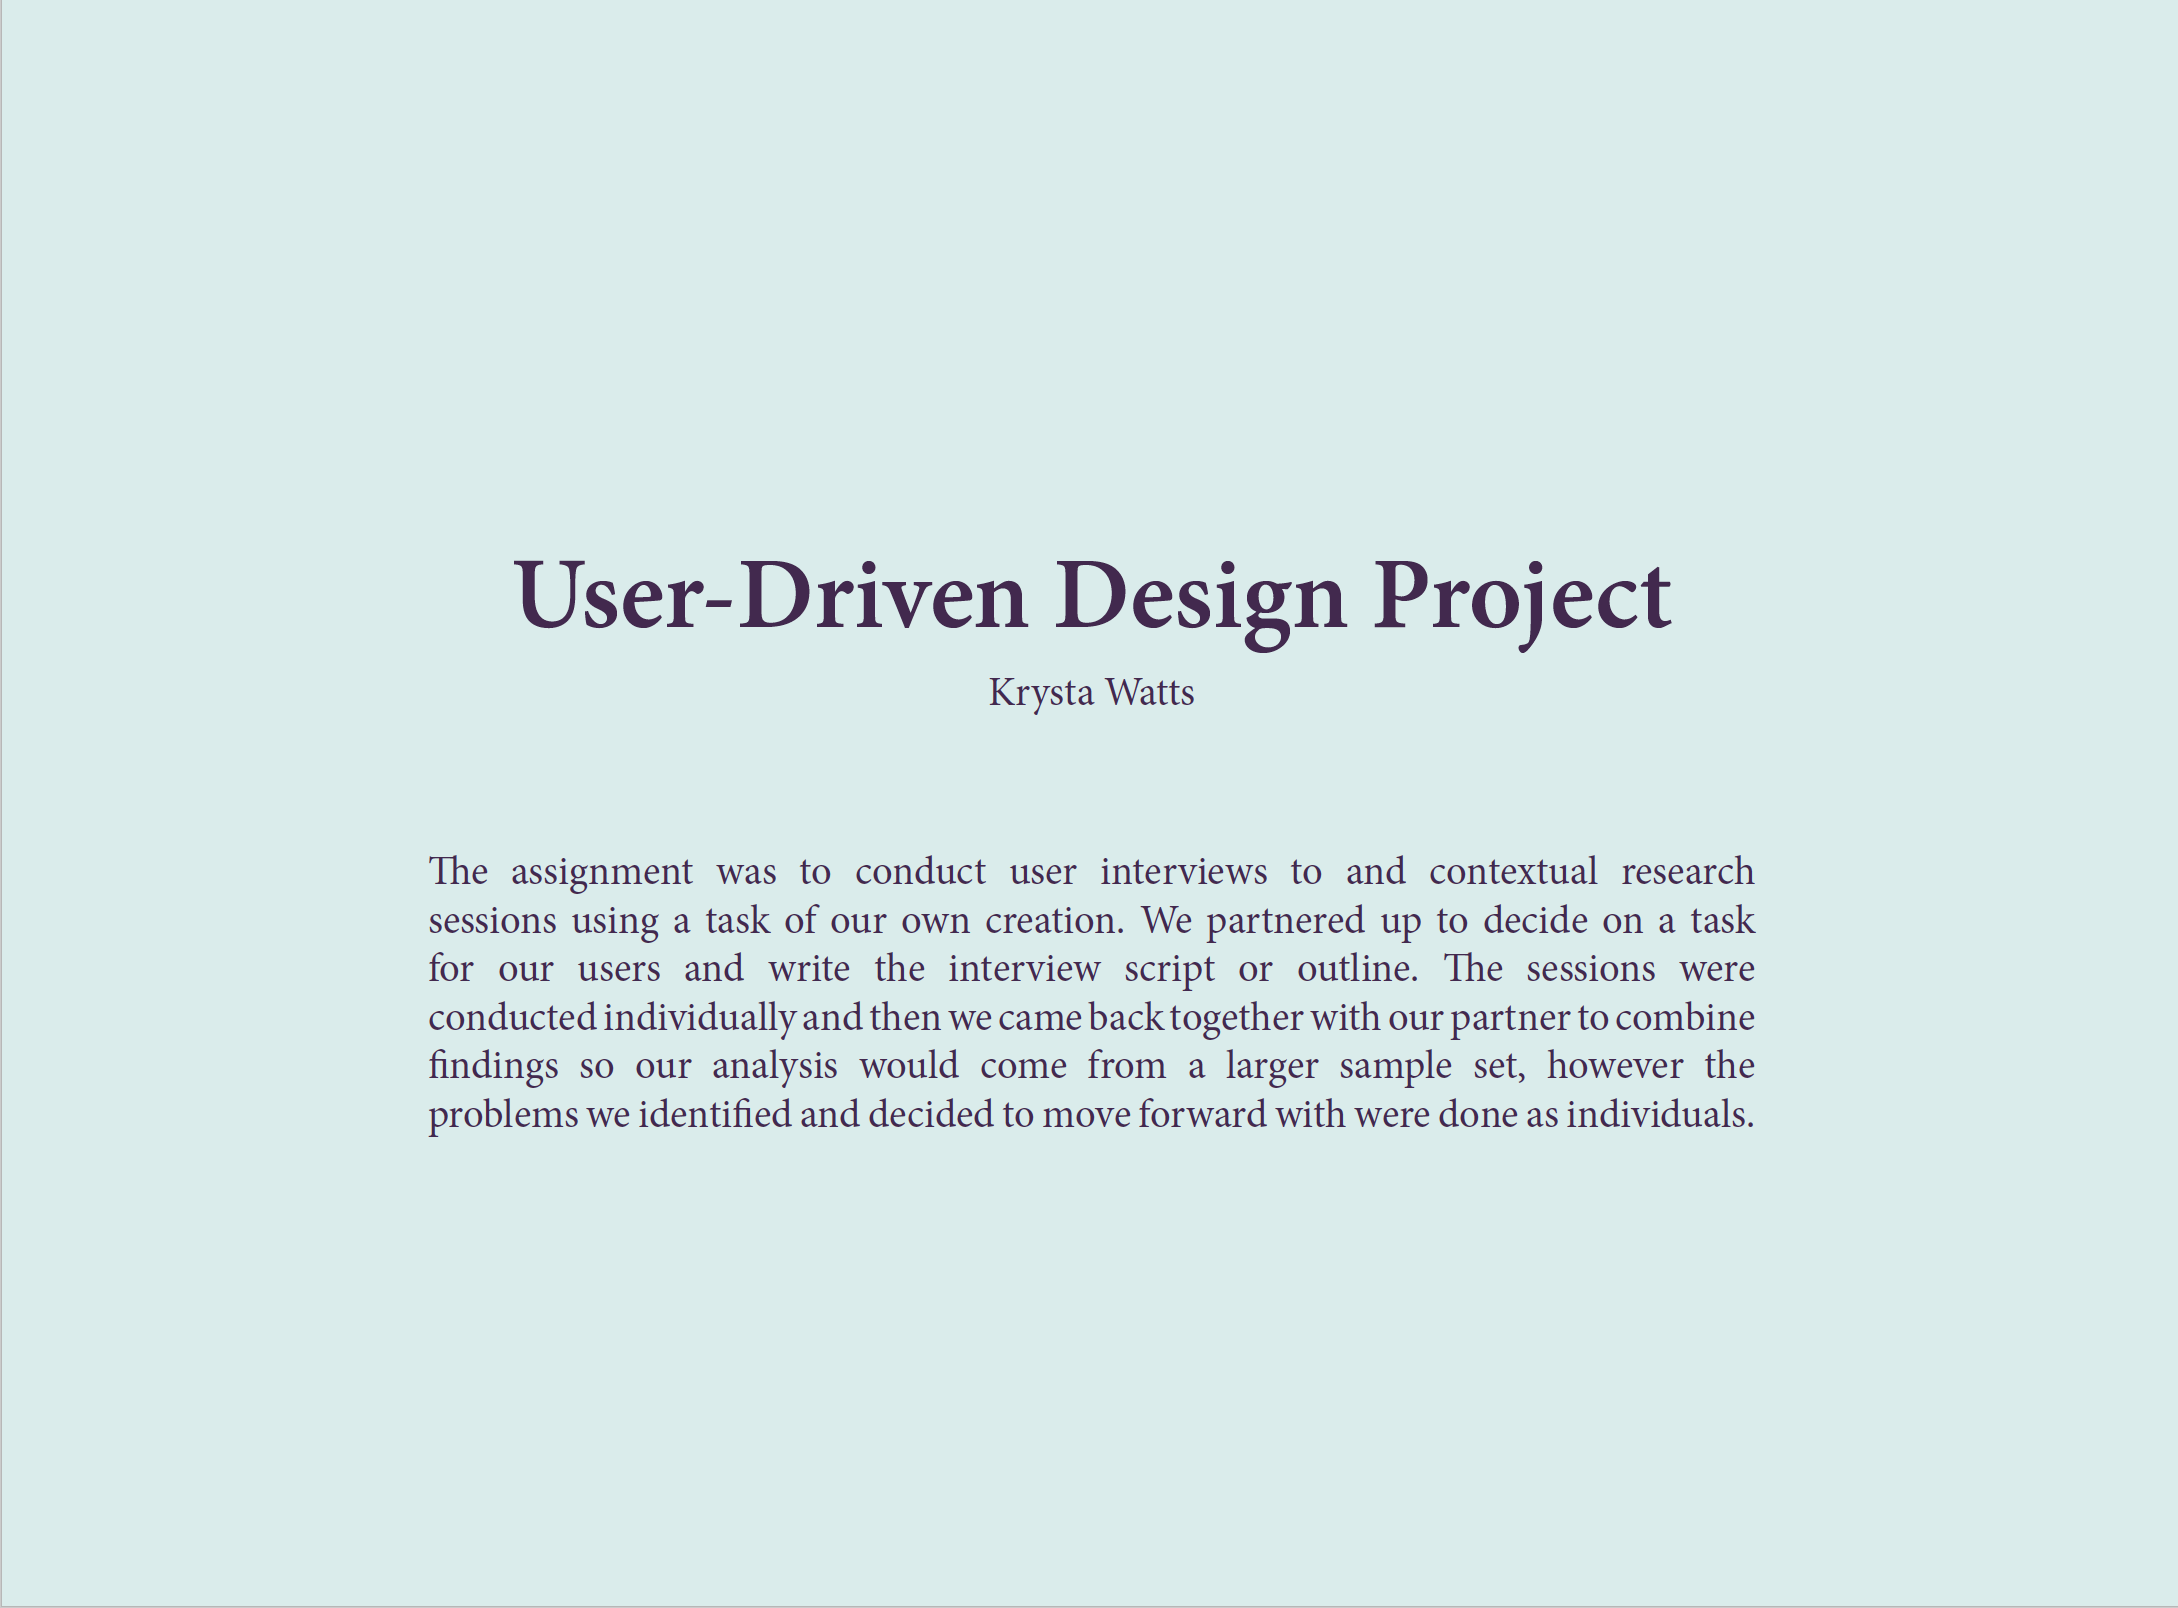 User-Driven Design Project
Krysta Watts
The assignment was to conduct user interviews to and contextual research
sessions using a task of our own creation. We partnered up to decide on a task
for our users and write the interview script or outline. The sessions were
conducted individually and then we came back together with our partner to combine
findings so our analysis would come from a larger sample set, however the
problems we identified and decided to move forward with were done as individuals.